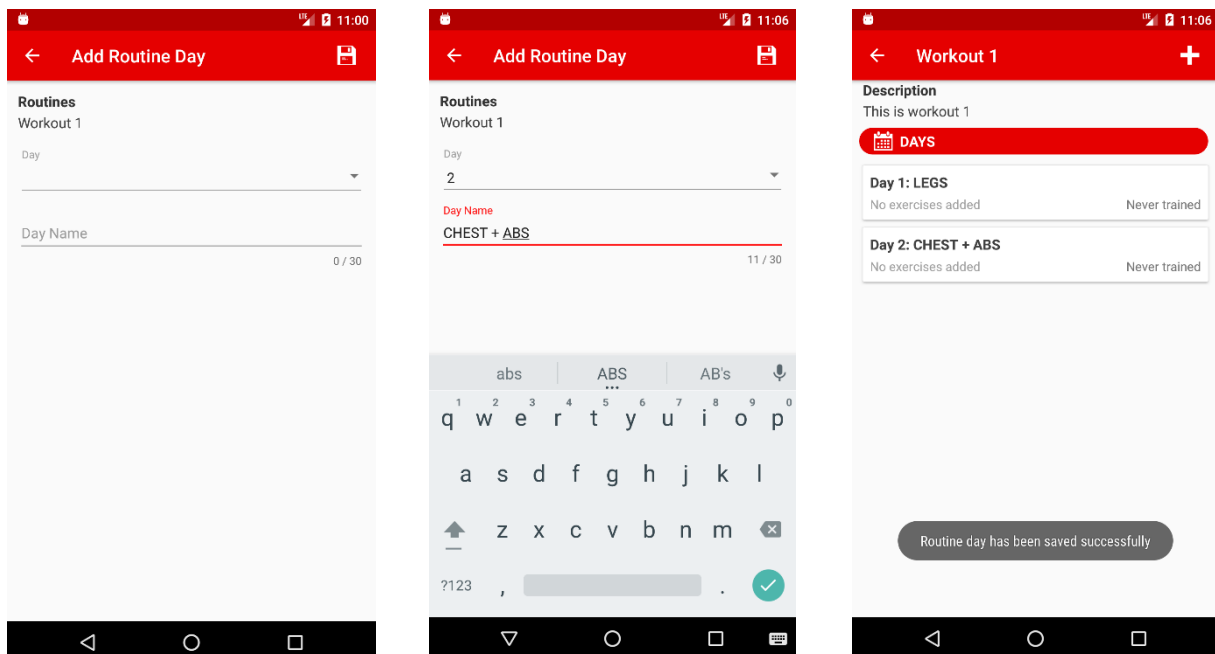 LTE 11:00
Add Routine Day
Routines
Workout 1
Day
Day Name
0 / 30
LTE 11:06
Add Routine Day
Routines
Workout 1
Day
2
Day Name
CHEST + ABS
11 / 30
abs ABS AB's
1 2 3 4 5 6 7 8 9 0
q w e r t y u i o p
a s d f g h j k l
z x c v b n m
?123 , .
LTE 11:06
Workout 1
Description
This is workout 1
DAYS
Day 1: LEGS
No exercises added Never trained
Day 2: CHEST + ABS
No exercises added Never trained
Routine day has been saved successfully